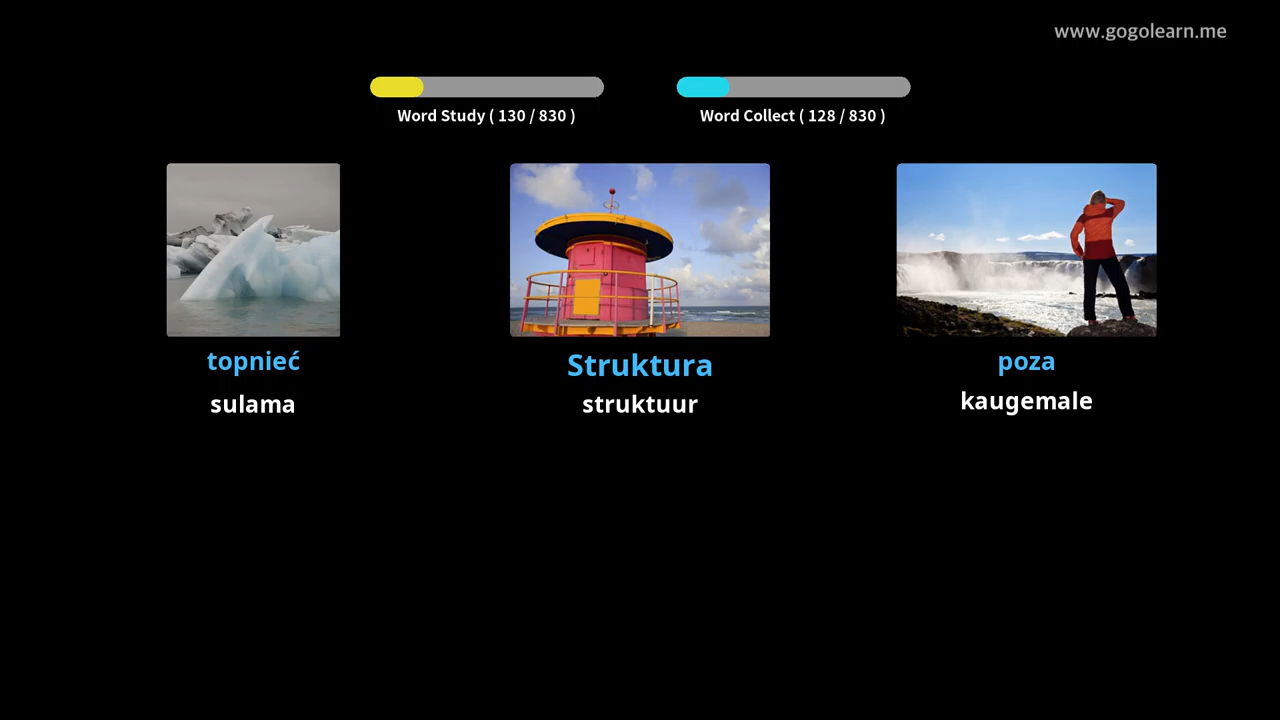 www.gogolearn.me
Word Study ( 130 / 830 )
Word Collect ( 128 / 830 )
topnieć
Struktura
poza
sulama
struktuur
kaugemale